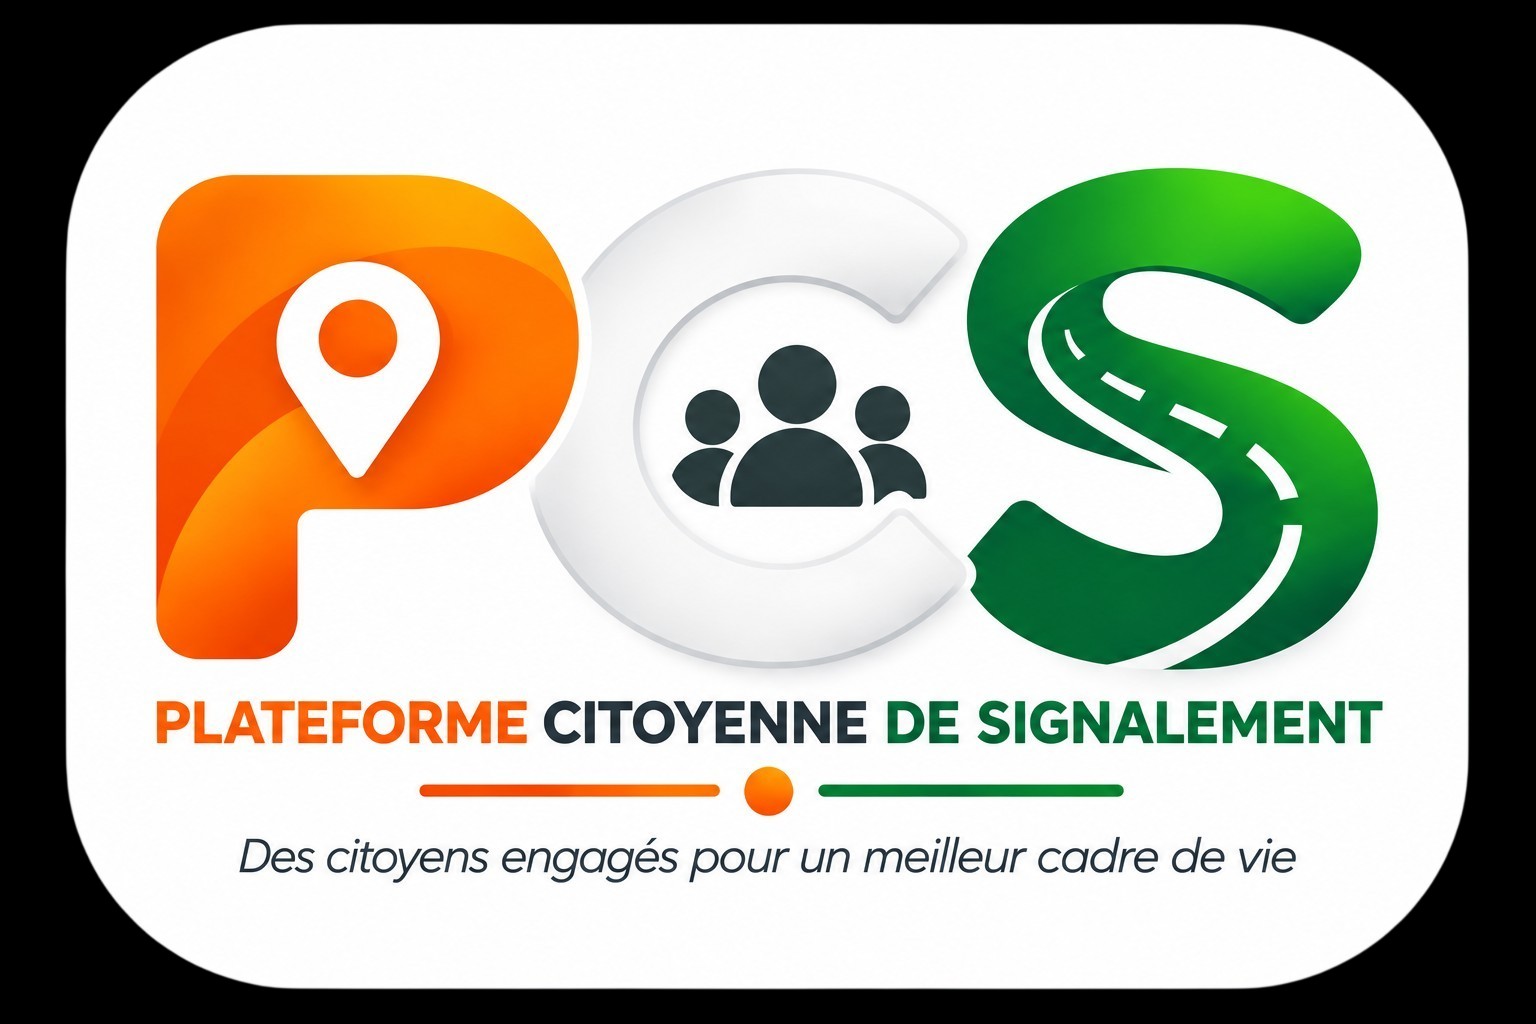 PCS
PLATEFORME CITOYENNE DE SIGNALEMENT
Des citoyens engagés pour un meilleur cadre de vie